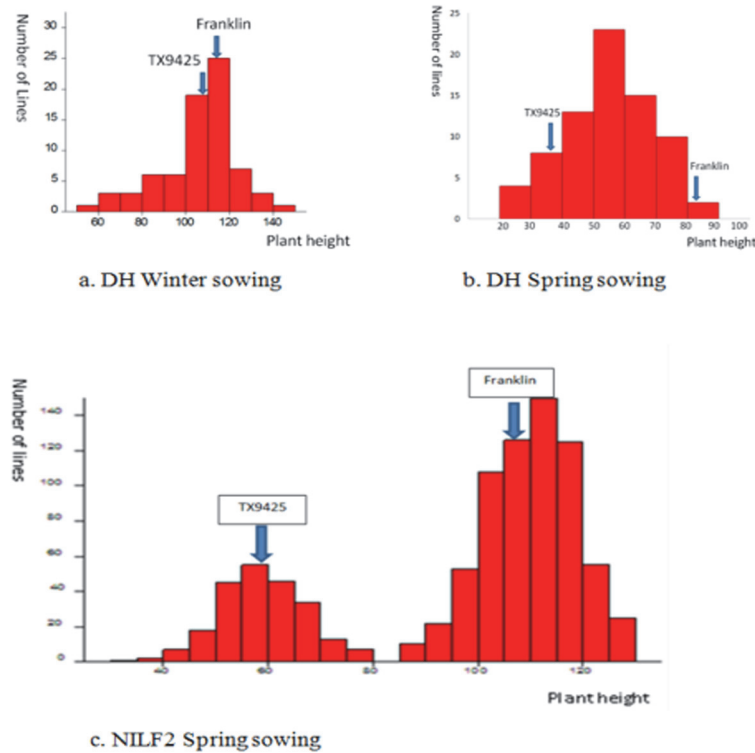 Number of Lines
30
25
20
15
10
5
0
Franklin
TX9425
60 80 100 120 140
Plant height
a. DH Winter sowing
Number of lines
25
20
15
10
5
0
TX9425
Franklin
20 30 40 50 60 70 80 90 100
Plant height
b. DH Spring sowing
Number of lines
140
120
100
80
60
40
20
0
TX9425
Franklin
40 60 80 100 120
Plant height
c. NILF2 Spring sowing